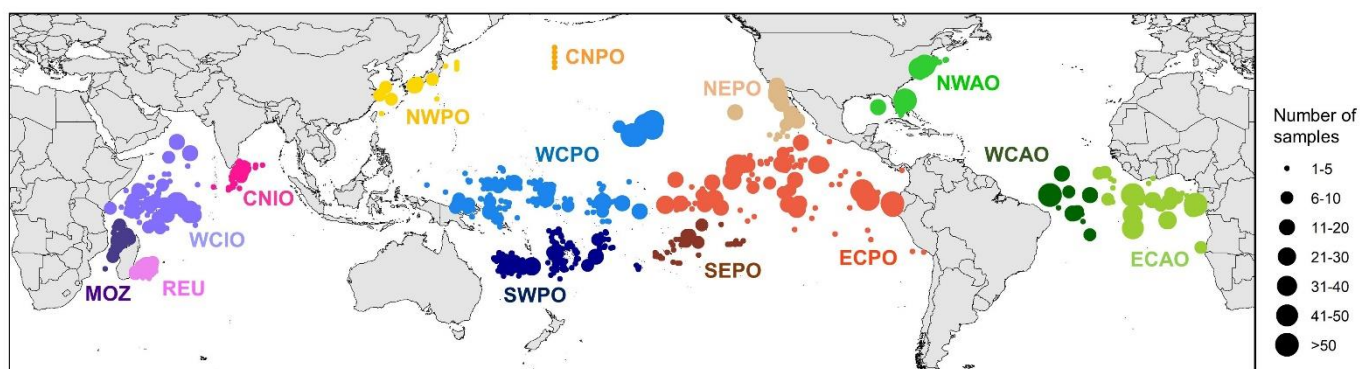 CNPO
NWPO
NEPO
NWAO
WCPO
WCAO
CNIO
WCIO
MOZ
REU
SWPO
SEPO
ECPO
ECAO
Number of
samples
1-5
6-10
11-20
21-30
31-40
41-50
>50